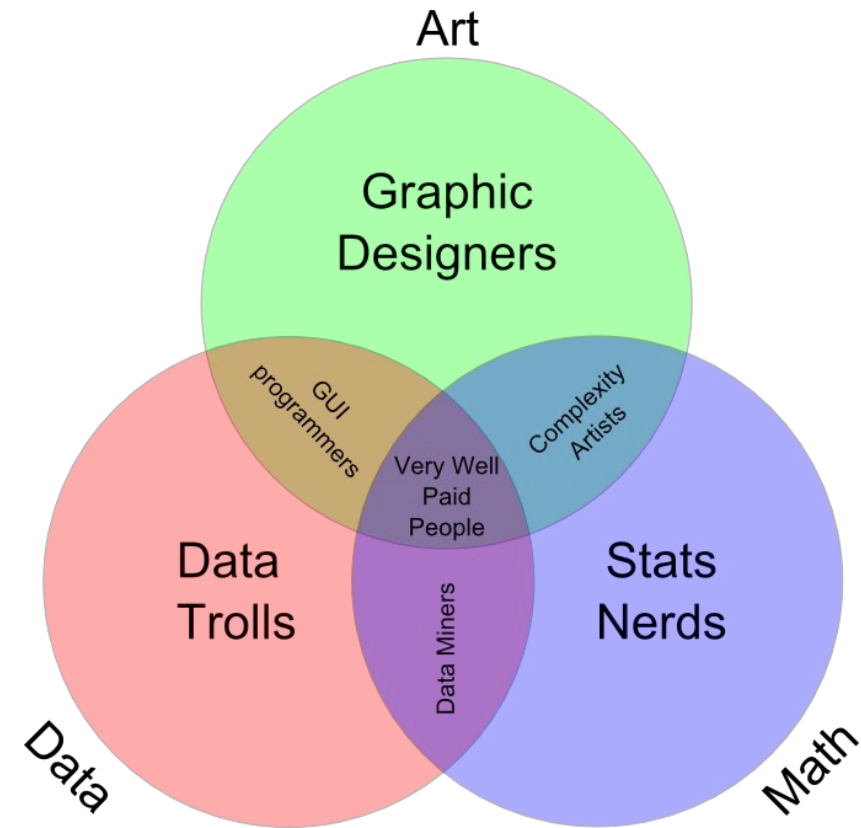 Art
Graphic
Designers
GUI
programmers
Complexity
Artists
Very Well
Paid
People
Data
Trolls
Stats
Nerds
Data Miners
Data
Math